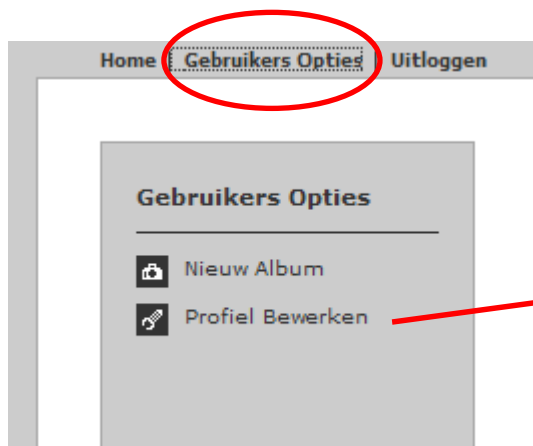 Home | Gebruikers Opties | Uitloggen
Gebruikers Opties
Nieuw Album
Profiel Bewerken